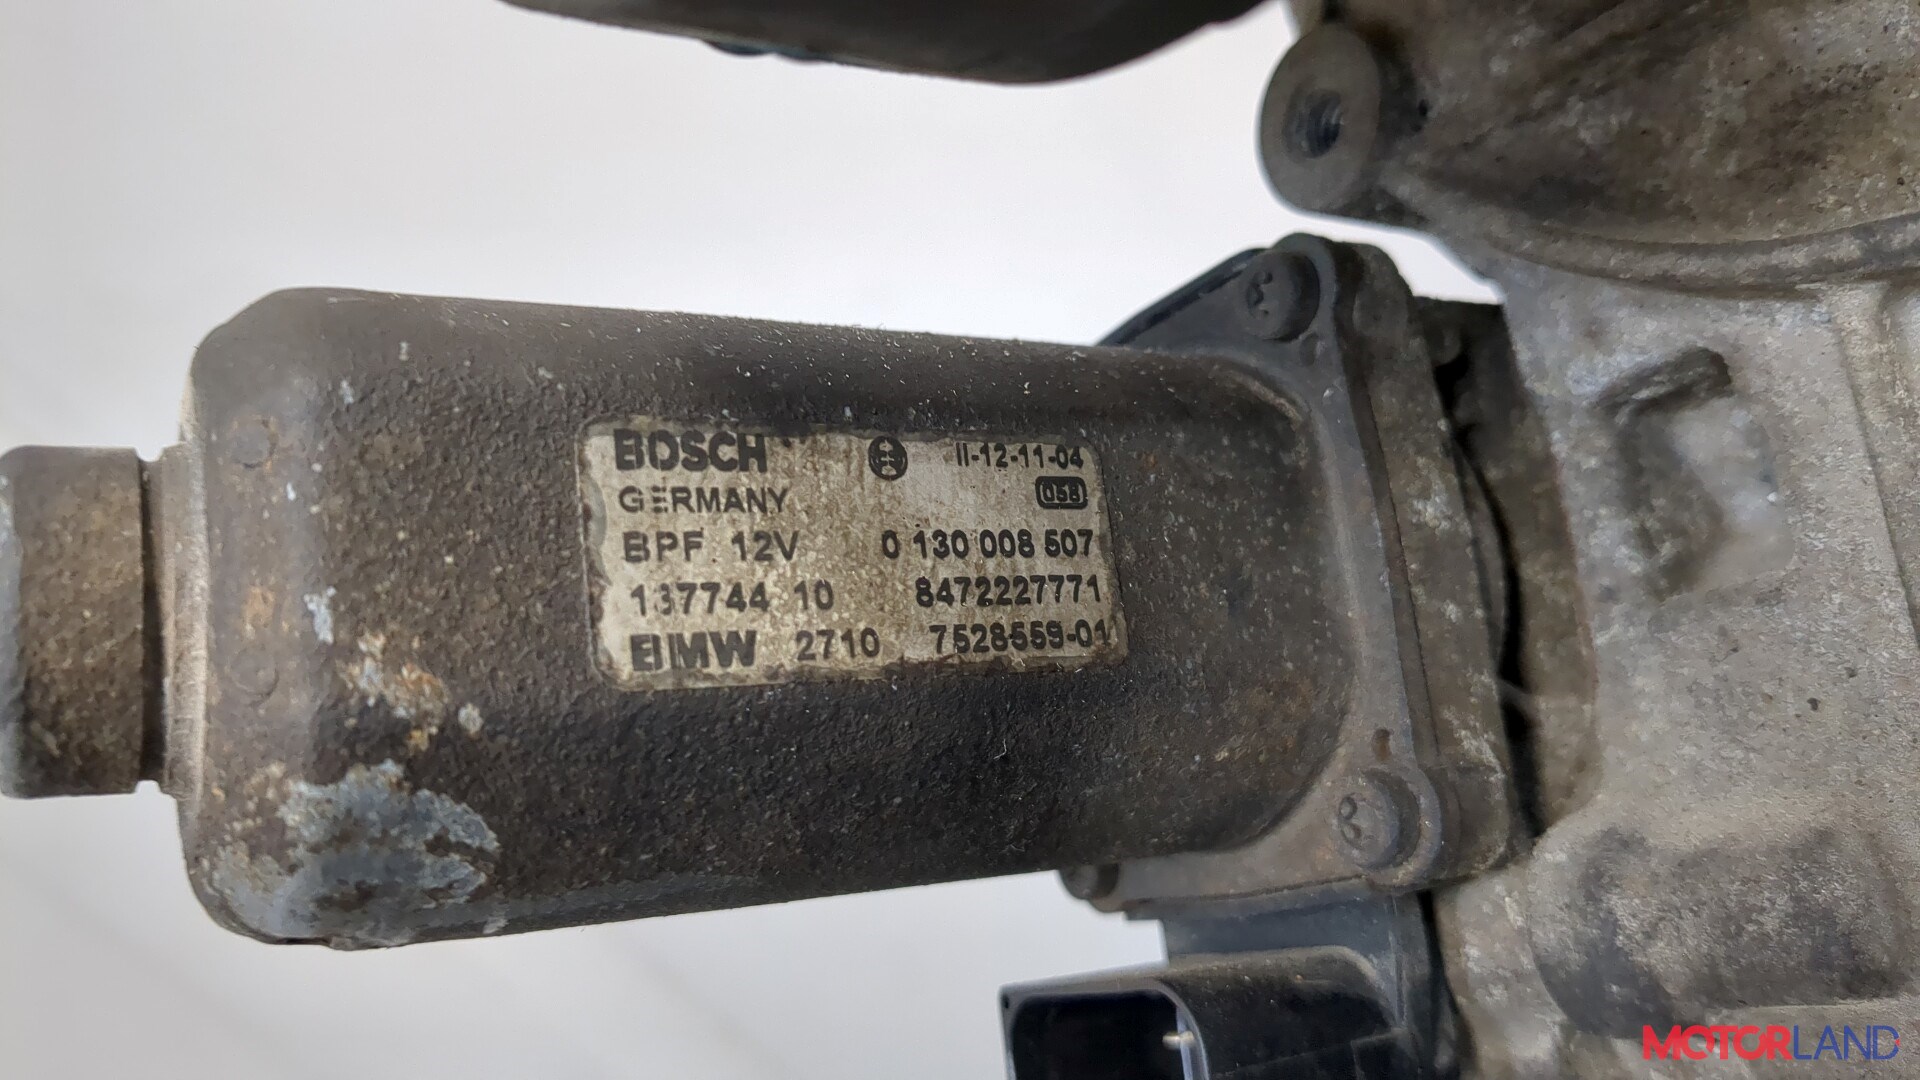 BOSCH II-12-11-04
GERMANY 058
BPF 12V 0 130 008 507
137744 10 8472227771
BMW 2710 7528559-01
MOTORLAND